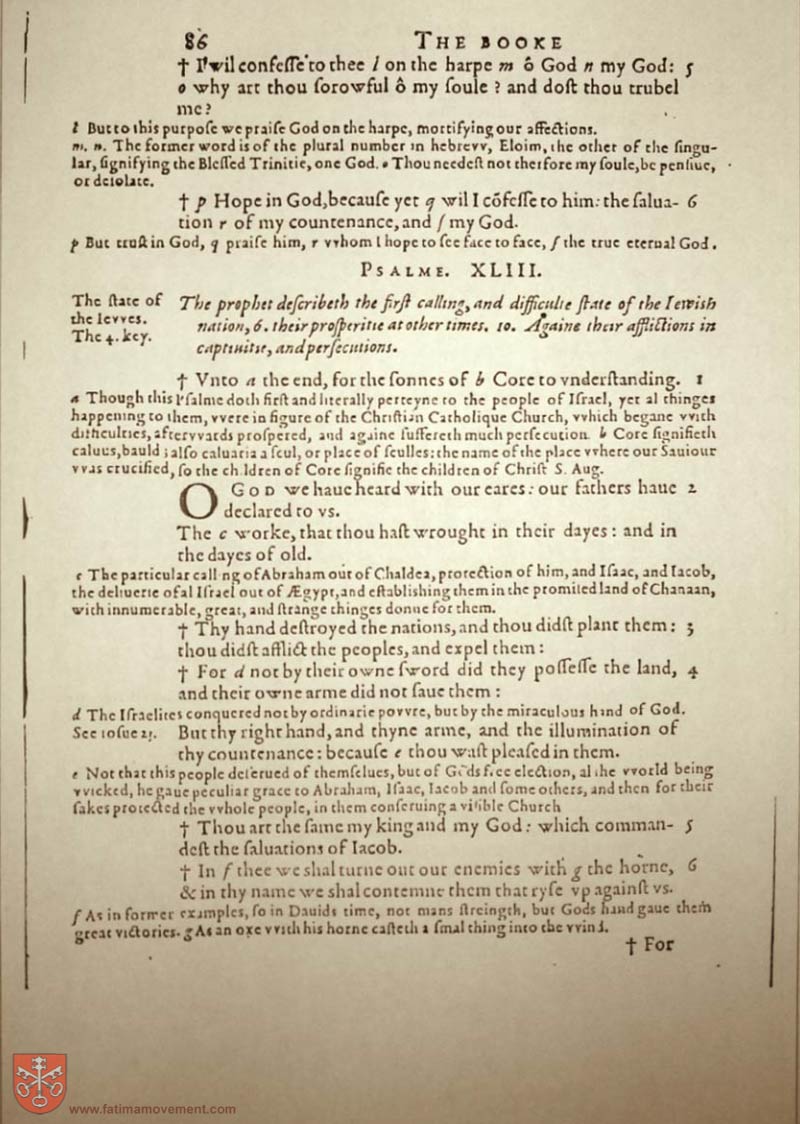 86 THE BOOKE
† I wil confesse to thee l on the harpe m ô God n my God: 5
o why art thou sorowful ô my soule? and dost thou trubel
me?
l But to this purpose we praise God on the harpe, mortifying our affections.
m. n. The former word is of the plural number in hebrevv, Eloim, the other of the singu-
lar, signifying the Blessed Trinitie, one God. o Thou needest not therfore my soule, be pensiue,
or desolate.
† p Hope in God, because yet q wil I cõfesse to him: the salua- 6
tion r of my countenance, and ſ my God.
p But trust in God, q praise him, r vvhom I hope to see face to face, ſ the true eternal God.
PSALME. XLIII.
The state of
the Ievves.
The 4. key.
The prophet describeth the first calling, and difficulte state of the Iewish
nation, 6. their prosperitie at other times. 10. Againe their afflictions in
captiuitie, and persecutions.
† Vnto a the end, for the sonnes of b Core to vnderstanding. 1
a Though this Psalme doth first and literally perteyne to the people of Israel, yet al thinges
happening to them, vvere in figure of the Christian Catholique Church, vvhich begane vvith
difficulties, aftervvards prospered, and againe suffereth much persecution. b Core signifieth
caluus, bauld; also caluaria a scul, or place of sculles: the name of the place vvhere our Sauiour
vvas crucified, so the children of Core signifie the children of Christ S. Aug.
O GOD we haue heard with our eares: our fathers haue 2
declared to vs.
The c worke, that thou hast wrought in their dayes: and in
the dayes of old.
c The particular calling of Abraham out of Chaldea, protection of him, and Isaac, and Iacob,
the deliuerie of al Israel out of Ægypt, and establishing them in the promised land of Chanaan,
with innumerable, great, and strange thinges donne for them.
† Thy hand destroyed the nations, and thou didst plant them: 3
thou didst afflict the peoples, and expel them:
† For d not by their owne sword did they possesse the land, 4
and their owne arme did not saue them:
d The Israelites conquered not by ordinarie povvre, but by the miraculous hand of God.
See Iosue 24. But thy right hand, and thyne arme, and the illumination of
thy countenance: because e thou wast pleased in them.
e Not that this people deserued of themselues, but of Gods free election, al the vvorld being
vvicked, he gaue peculiar grace to Abraham, Isaac, Iacob and some others, and then for their
sakes protected the vvhole people, in them conseruing a visible Church
† Thou art the same my king and my God: which comman- 5
dest the saluations of Iacob.
† In f thee we shal turne out our enemies with g the horne, 6
& in thy name we shal contemne them that ryse vp against vs.
f As in former examples, so in Dauids time, not mans streingth, but Gods hand gaue them
great victories. g As an oxe vvith his horne casteth a smal thing into the vvind.
† For
www.fatimamovement.com